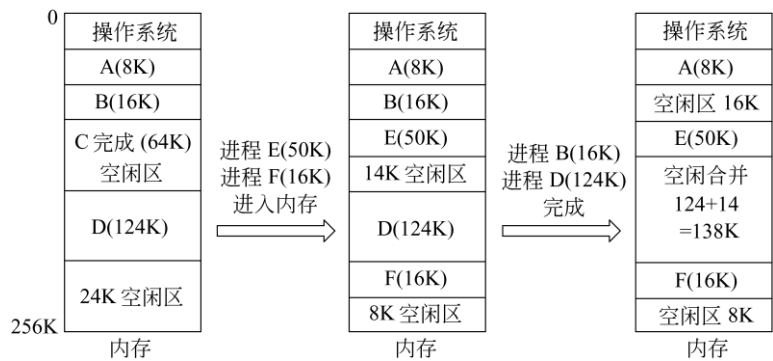 0
操作系统
A(8K)
B(16K)
C 完成 (64K)
空闲区
D(124K)
24K 空闲区
256K
内存
进程 E(50K)
进程 F(16K)
进入内存
操作系统
A(8K)
B(16K)
E(50K)
14K 空闲区
D(124K)
F(16K)
8K 空闲区
内存
进程 B(16K)
进程 D(124K)
完成
操作系统
A(8K)
空闲区 16K
E(50K)
空闲合并
124+14
=138K
F(16K)
空闲区 8K
内存